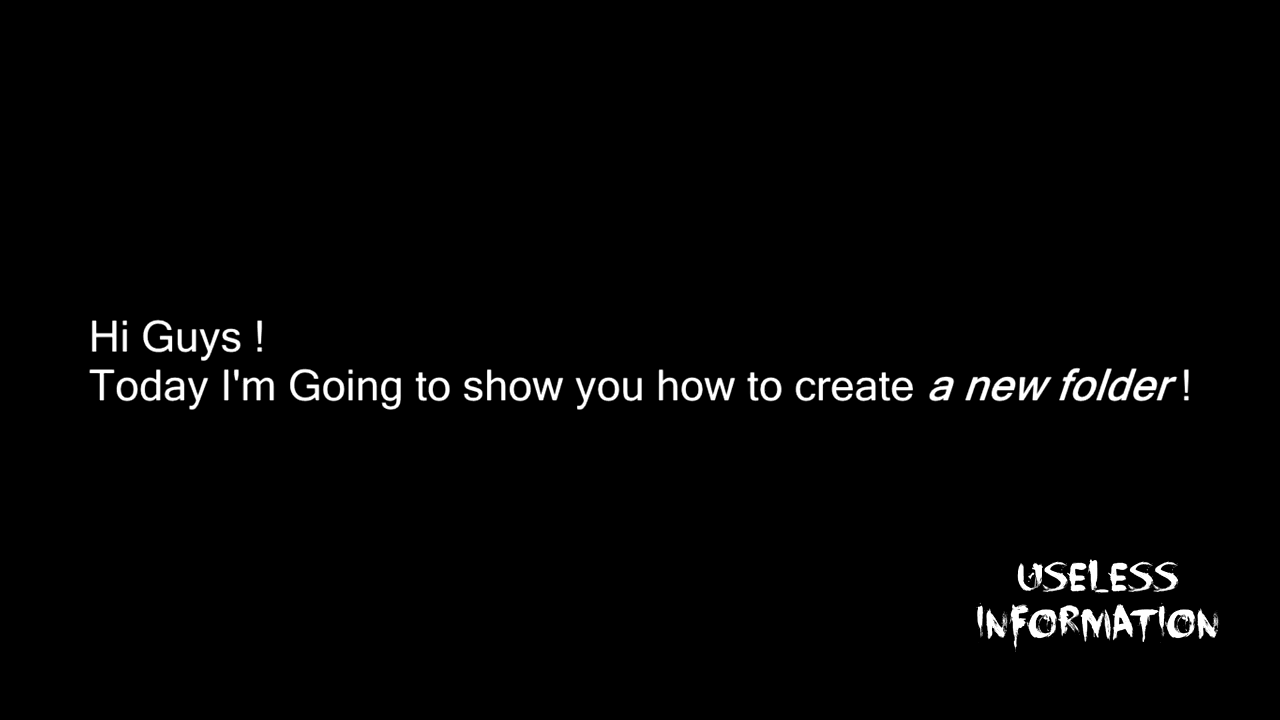 Hi Guys !
Today I'm Going to show you how to create a new folder !
USELESS
INFORMATION